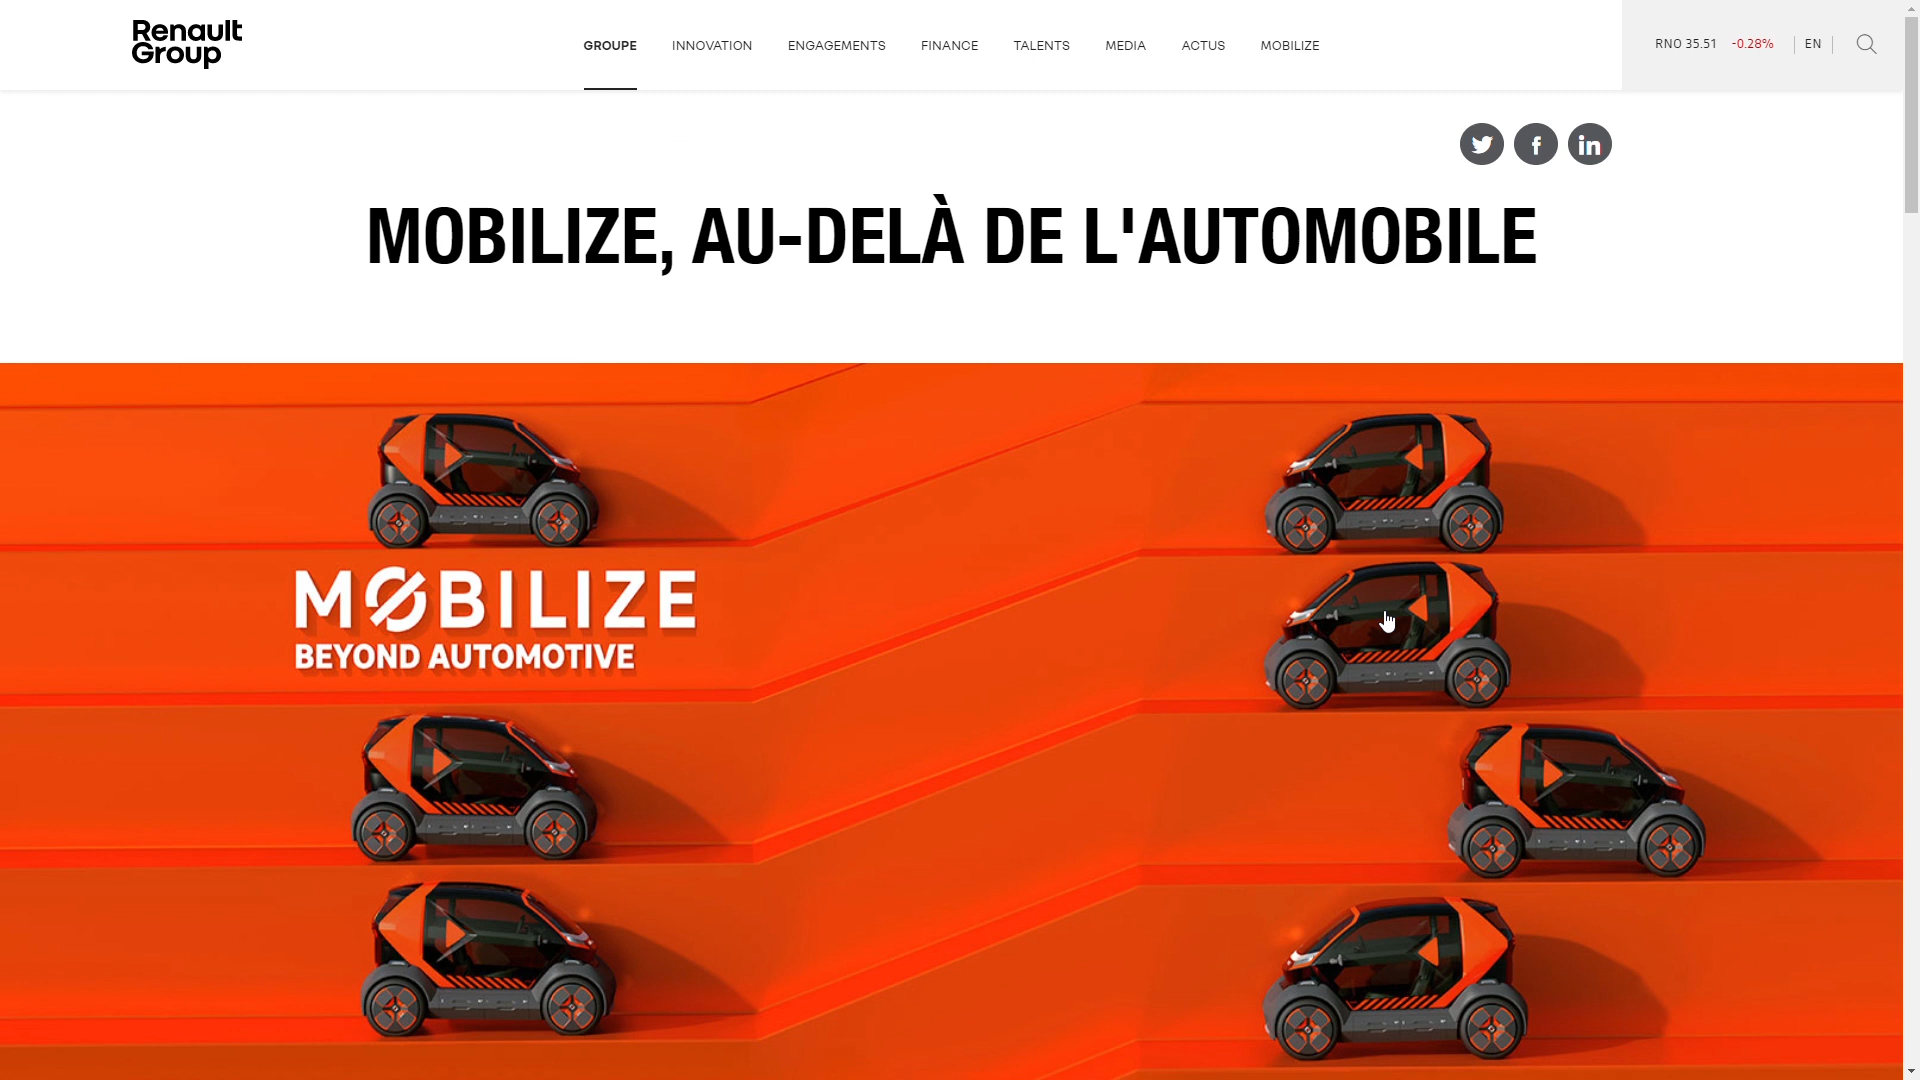 Renault
Group
GROUPE INNOVATION ENGAGEMENTS FINANCE TALENTS MEDIA ACTUS MOBILIZE
RNO 35.51 -0.28% EN
MOBILIZE, AU-DELÀ DE L'AUTOMOBILE
MOBILIZE
BEYOND AUTOMOTIVE